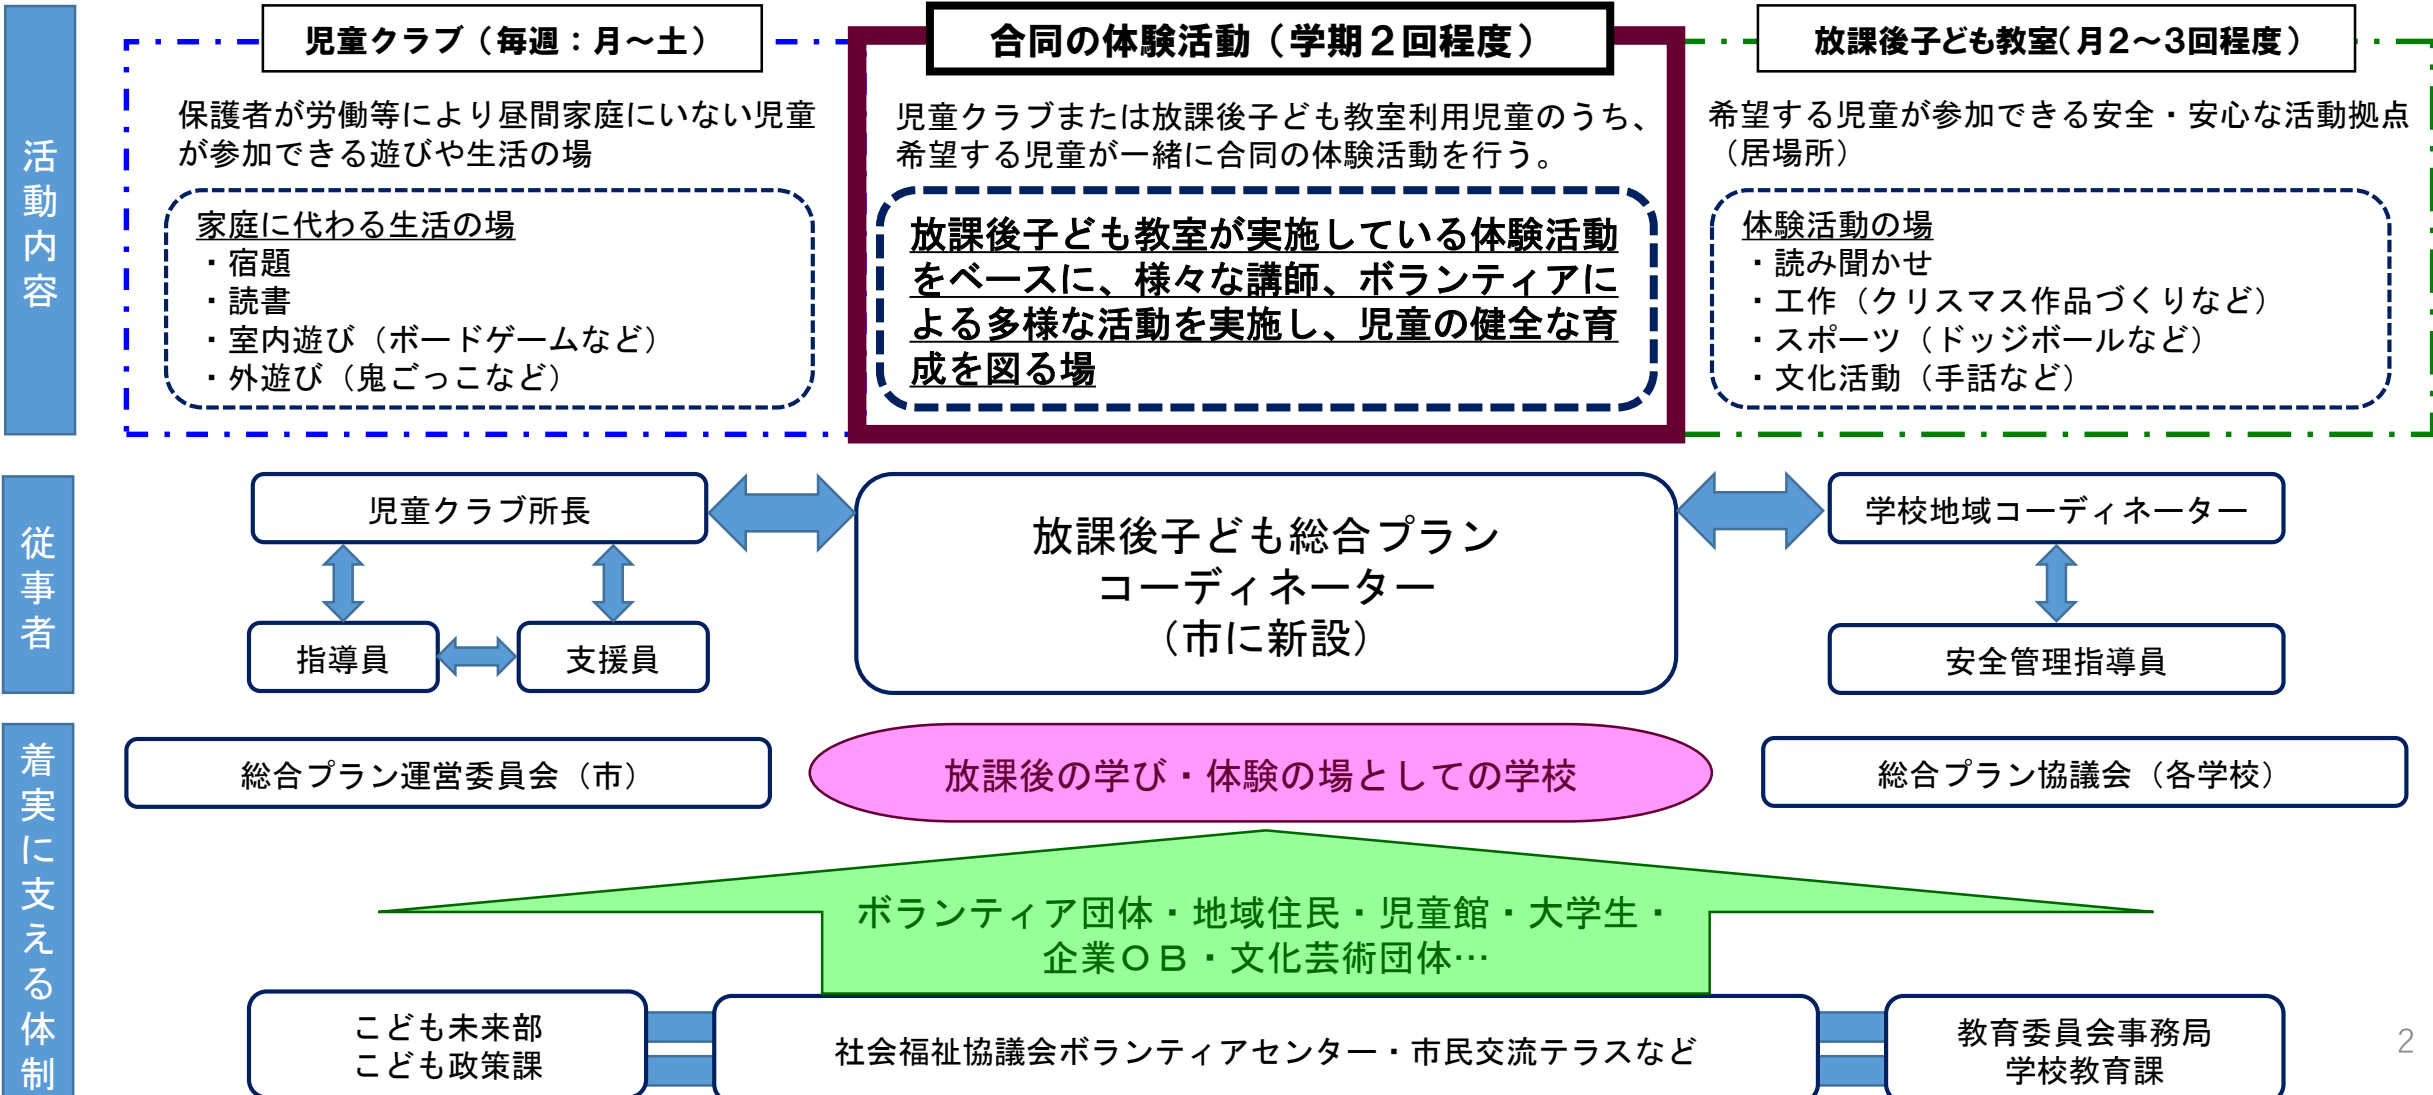 活動内容
児童クラブ（毎週：月～土）
保護者が労働等により昼間家庭にいない児童
が参加できる遊びや生活の場
家庭に代わる生活の場
・宿題
・読書
・室内遊び（ボードゲームなど）
・外遊び（鬼ごっこなど）
合同の体験活動（学期２回程度）
児童クラブまたは放課後子ども教室利用児童のうち、
希望する児童が一緒に合同の体験活動を行う。
放課後子ども教室が実施している体験活動
をベースに、様々な講師、ボランティアに
よる多様な活動を実施し、児童の健全な育
成を図る場
放課後子ども教室（月２～３回程度）
希望する児童が参加できる安全・安心な活動拠点
（居場所）
体験活動の場
・読み聞かせ
・工作（クリスマス作品づくりなど）
・スポーツ（ドッジボールなど）
・文化活動（手話など）
従事者
児童クラブ所長
指導員
支援員
放課後子ども総合プラン
コーディネーター
（市に新設）
学校地域コーディネーター
安全管理指導員
着実に支える体制
総合プラン運営委員会（市）
放課後の学び・体験の場としての学校
総合プラン協議会（各学校）
ボランティア団体・地域住民・児童館・大学生・
企業ＯＢ・文化芸術団体…
こども未来部
こども政策課
社会福祉協議会ボランティアセンター・市民交流テラスなど
教育委員会事務局
学校教育課
2